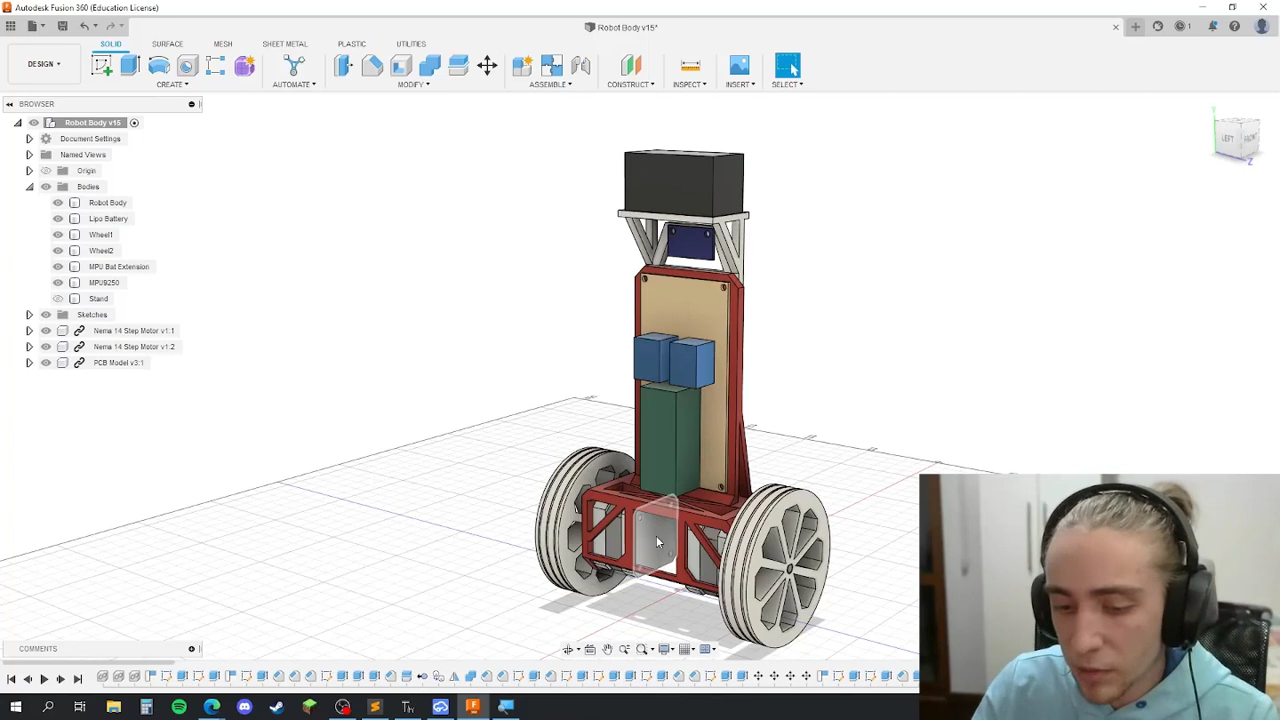 Autodesk Fusion 360 (Education License)
Robot Body v15*
1
DESIGN
SOLID
SURFACE
MESH
SHEET METAL
PLASTIC
UTILITIES
CREATE
AUTOMATE
MODIFY
ASSEMBLE
CONSTRUCT
INSPECT
INSERT
SELECT
BROWSER
Robot Body v15
Document Settings
Named Views
Origin
Bodies
Robot Body
Lipo Battery
Wheel1
Wheel2
MPU Bat Extension
MPU9250
Stand
Sketches
Nema 14 Step Motor v1:1
Nema 14 Step Motor v1:2
PCB Model v3:1
LEFT
FRONT
Z
COMMENTS
Th
F